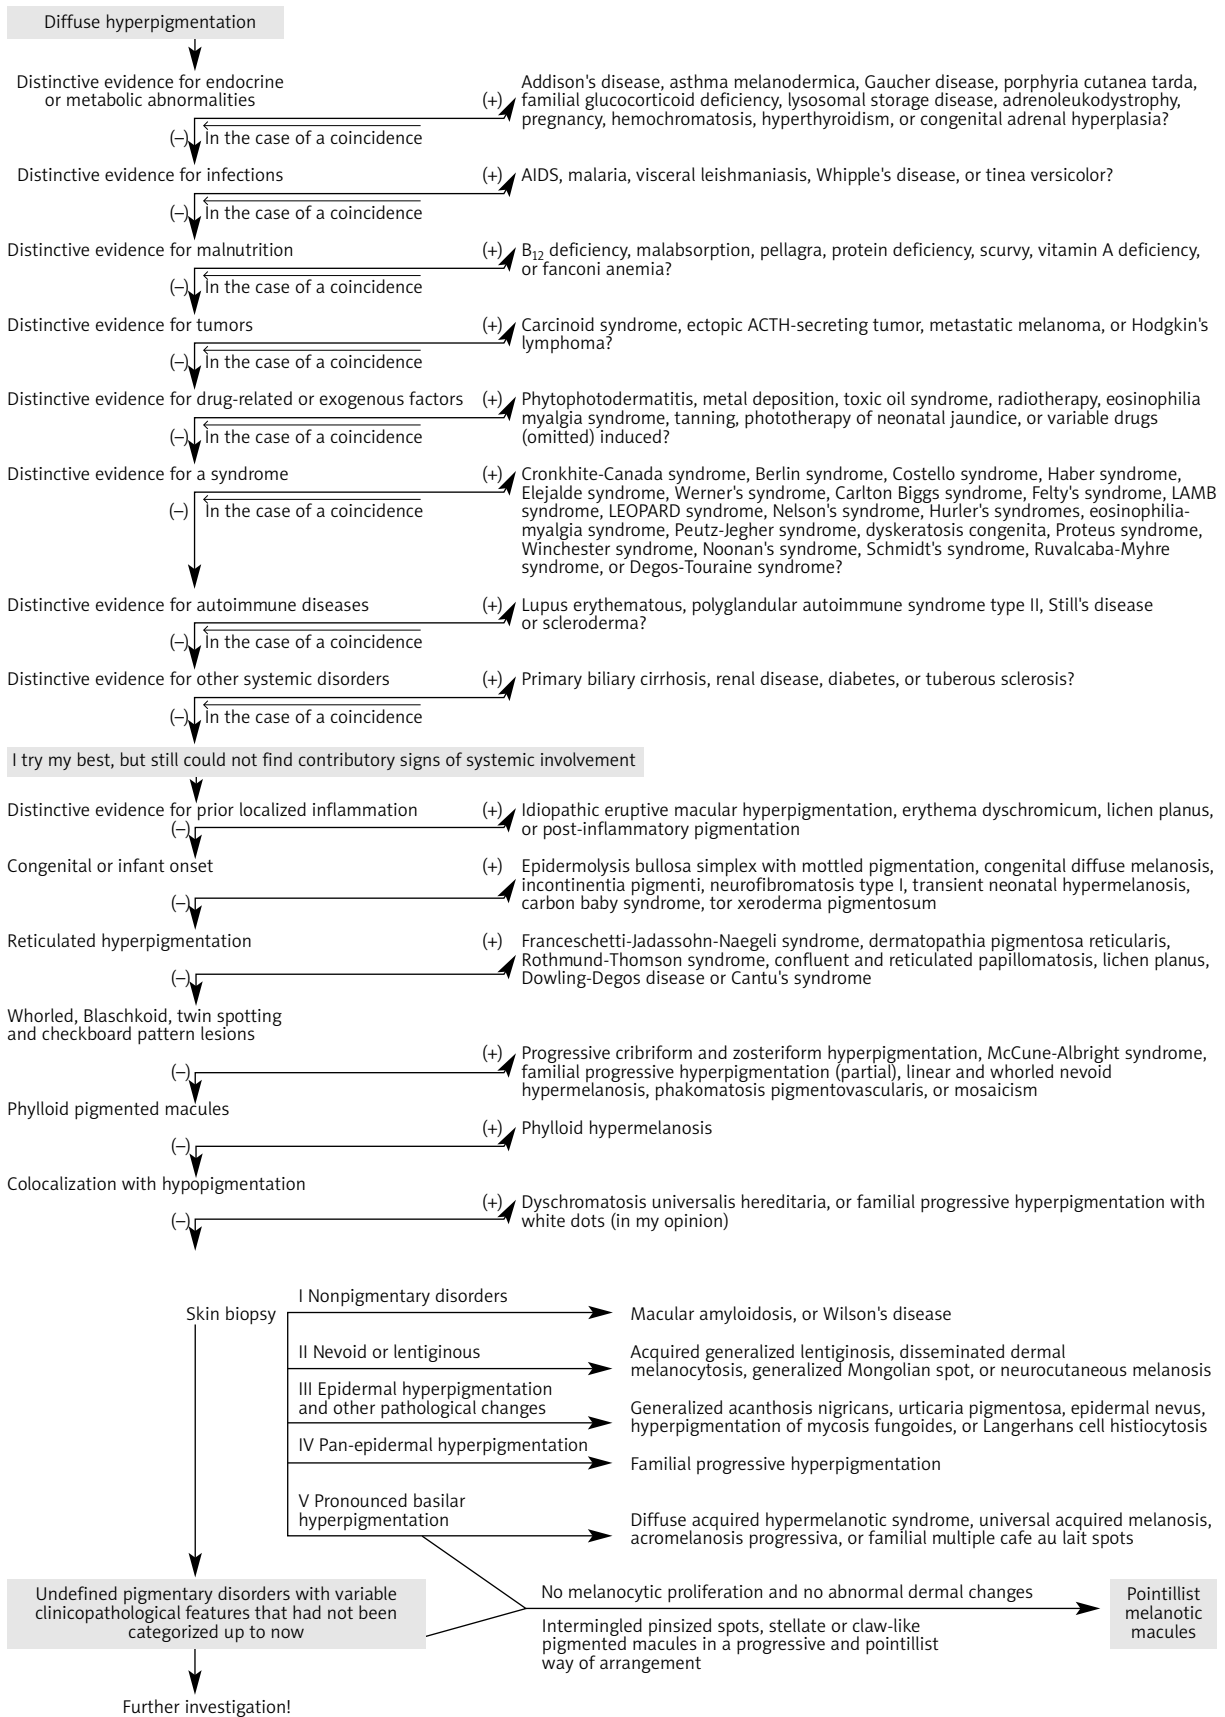 Diffuse hyperpigmentation
Distinctive evidence for endocrine
or metabolic abnormalities
(+)
Addison's disease, asthma melanodermica, Gaucher disease, porphyria cutanea tarda,
familial glucocorticoid deficiency, lysosomal storage disease, adrenoleukodystrophy,
pregnancy, hemochromatosis, hyperthyroidism, or congenital adrenal hyperplasia?
(–) In the case of a coincidence
Distinctive evidence for infections
(+) AIDS, malaria, visceral leishmaniasis, Whipple's disease, or tinea versicolor?
(–) In the case of a coincidence
Distinctive evidence for malnutrition
(+) B12 deficiency, malabsorption, pellagra, protein deficiency, scurvy, vitamin A deficiency,
or fanconi anemia?
(–) In the case of a coincidence
Distinctive evidence for tumors
(+) Carcinoid syndrome, ectopic ACTH-secreting tumor, metastatic melanoma, or Hodgkin's
lymphoma?
(–) In the case of a coincidence
Distinctive evidence for drug-related or exogenous factors
(+) Phytophotodermatitis, metal deposition, toxic oil syndrome, radiotherapy, eosinophilia
myalgia syndrome, tanning, phototherapy of neonatal jaundice, or variable drugs
(omitted) induced?
(–) In the case of a coincidence
Distinctive evidence for a syndrome
(+) Cronkhite-Canada syndrome, Berlin syndrome, Costello syndrome, Haber syndrome,
Elejalde syndrome, Werner's syndrome, Carlton Biggs syndrome, Felty's syndrome, LAMB
syndrome, LEOPARD syndrome, Nelson's syndrome, Hurler's syndromes, eosinophilia-
myalgia syndrome, Peutz-Jegher syndrome, dyskeratosis congenita, Proteus syndrome,
Winchester syndrome, Noonan's syndrome, Schmidt's syndrome, Ruvalcaba-Myhre
syndrome, or Degos-Touraine syndrome?
(–) In the case of a coincidence
Distinctive evidence for autoimmune diseases
(+) Lupus erythematous, polyglandular autoimmune syndrome type II, Still's disease
or scleroderma?
(–) In the case of a coincidence
Distinctive evidence for other systemic disorders
(+) Primary biliary cirrhosis, renal disease, diabetes, or tuberous sclerosis?
(–) In the case of a coincidence
I try my best, but still could not find contributory signs of systemic involvement
Distinctive evidence for prior localized inflammation
(+) Idiopathic eruptive macular hyperpigmentation, erythema dyschromicum, lichen planus,
or post-inflammatory pigmentation
(–)
Congenital or infant onset
(+) Epidermolysis bullosa simplex with mottled pigmentation, congenital diffuse melanosis,
incontinentia pigmenti, neurofibromatosis type I, transient neonatal hypermelanosis,
carbon baby syndrome, tor xeroderma pigmentosum
(–)
Reticulated hyperpigmentation
(+) Franceschetti-Jadassohn-Naegeli syndrome, dermatopathia pigmentosa reticularis,
Rothmund-Thomson syndrome, confluent and reticulated papillomatosis, lichen planus,
Dowling-Degos disease or Cantu's syndrome
(–)
Whorled, Blaschkoid, twin spotting
and checkboard pattern lesions
(+) Progressive cribriform and zosteriform hyperpigmentation, McCune-Albright syndrome,
familial progressive hyperpigmentation (partial), linear and whorled nevoid
hypermelanosis, phakomatosis pigmentovascularis, or mosaicism
(–)
Phylloid pigmented macules
(+) Phylloid hypermelanosis
(–)
Colocalization with hypopigmentation
(+) Dyschromatosis universalis hereditaria, or familial progressive hyperpigmentation with
white dots (in my opinion)
(–)
Skin biopsy
I Nonpigmentary disorders
Macular amyloidosis, or Wilson's disease
II Nevoid or lentiginous
Acquired generalized lentiginosis, disseminated dermal
melanocytosis, generalized Mongolian spot, or neurocutaneous melanosis
III Epidermal hyperpigmentation
and other pathological changes
Generalized acanthosis nigricans, urticaria pigmentosa, epidermal nevus,
hyperpigmentation of mycosis fungoides, or Langerhans cell histiocytosis
IV Pan-epidermal hyperpigmentation
Familial progressive hyperpigmentation
V Pronounced basilar
hyperpigmentation
Diffuse acquired hypermelanotic syndrome, universal acquired melanosis,
acromelanosis progressiva, or familial multiple cafe au lait spots
Undefined pigmentary disorders with variable
clinicopathological features that had not been
categorized up to now
No melanocytic proliferation and no abnormal dermal changes
Intermingled pinsized spots, stellate or claw-like
pigmented macules in a progressive and pointillist
way of arrangement
Pointillist
melanotic
macules
Further investigation!